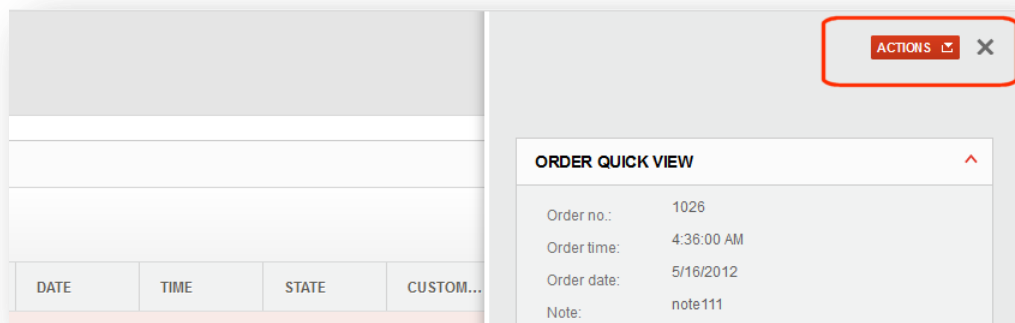 ACTIONS
ORDER QUICK VIEW
Order no.: 1026
Order time: 4:36:00 AM
Order date: 5/16/2012
Note: note111
DATE TIME STATE CUSTOM...